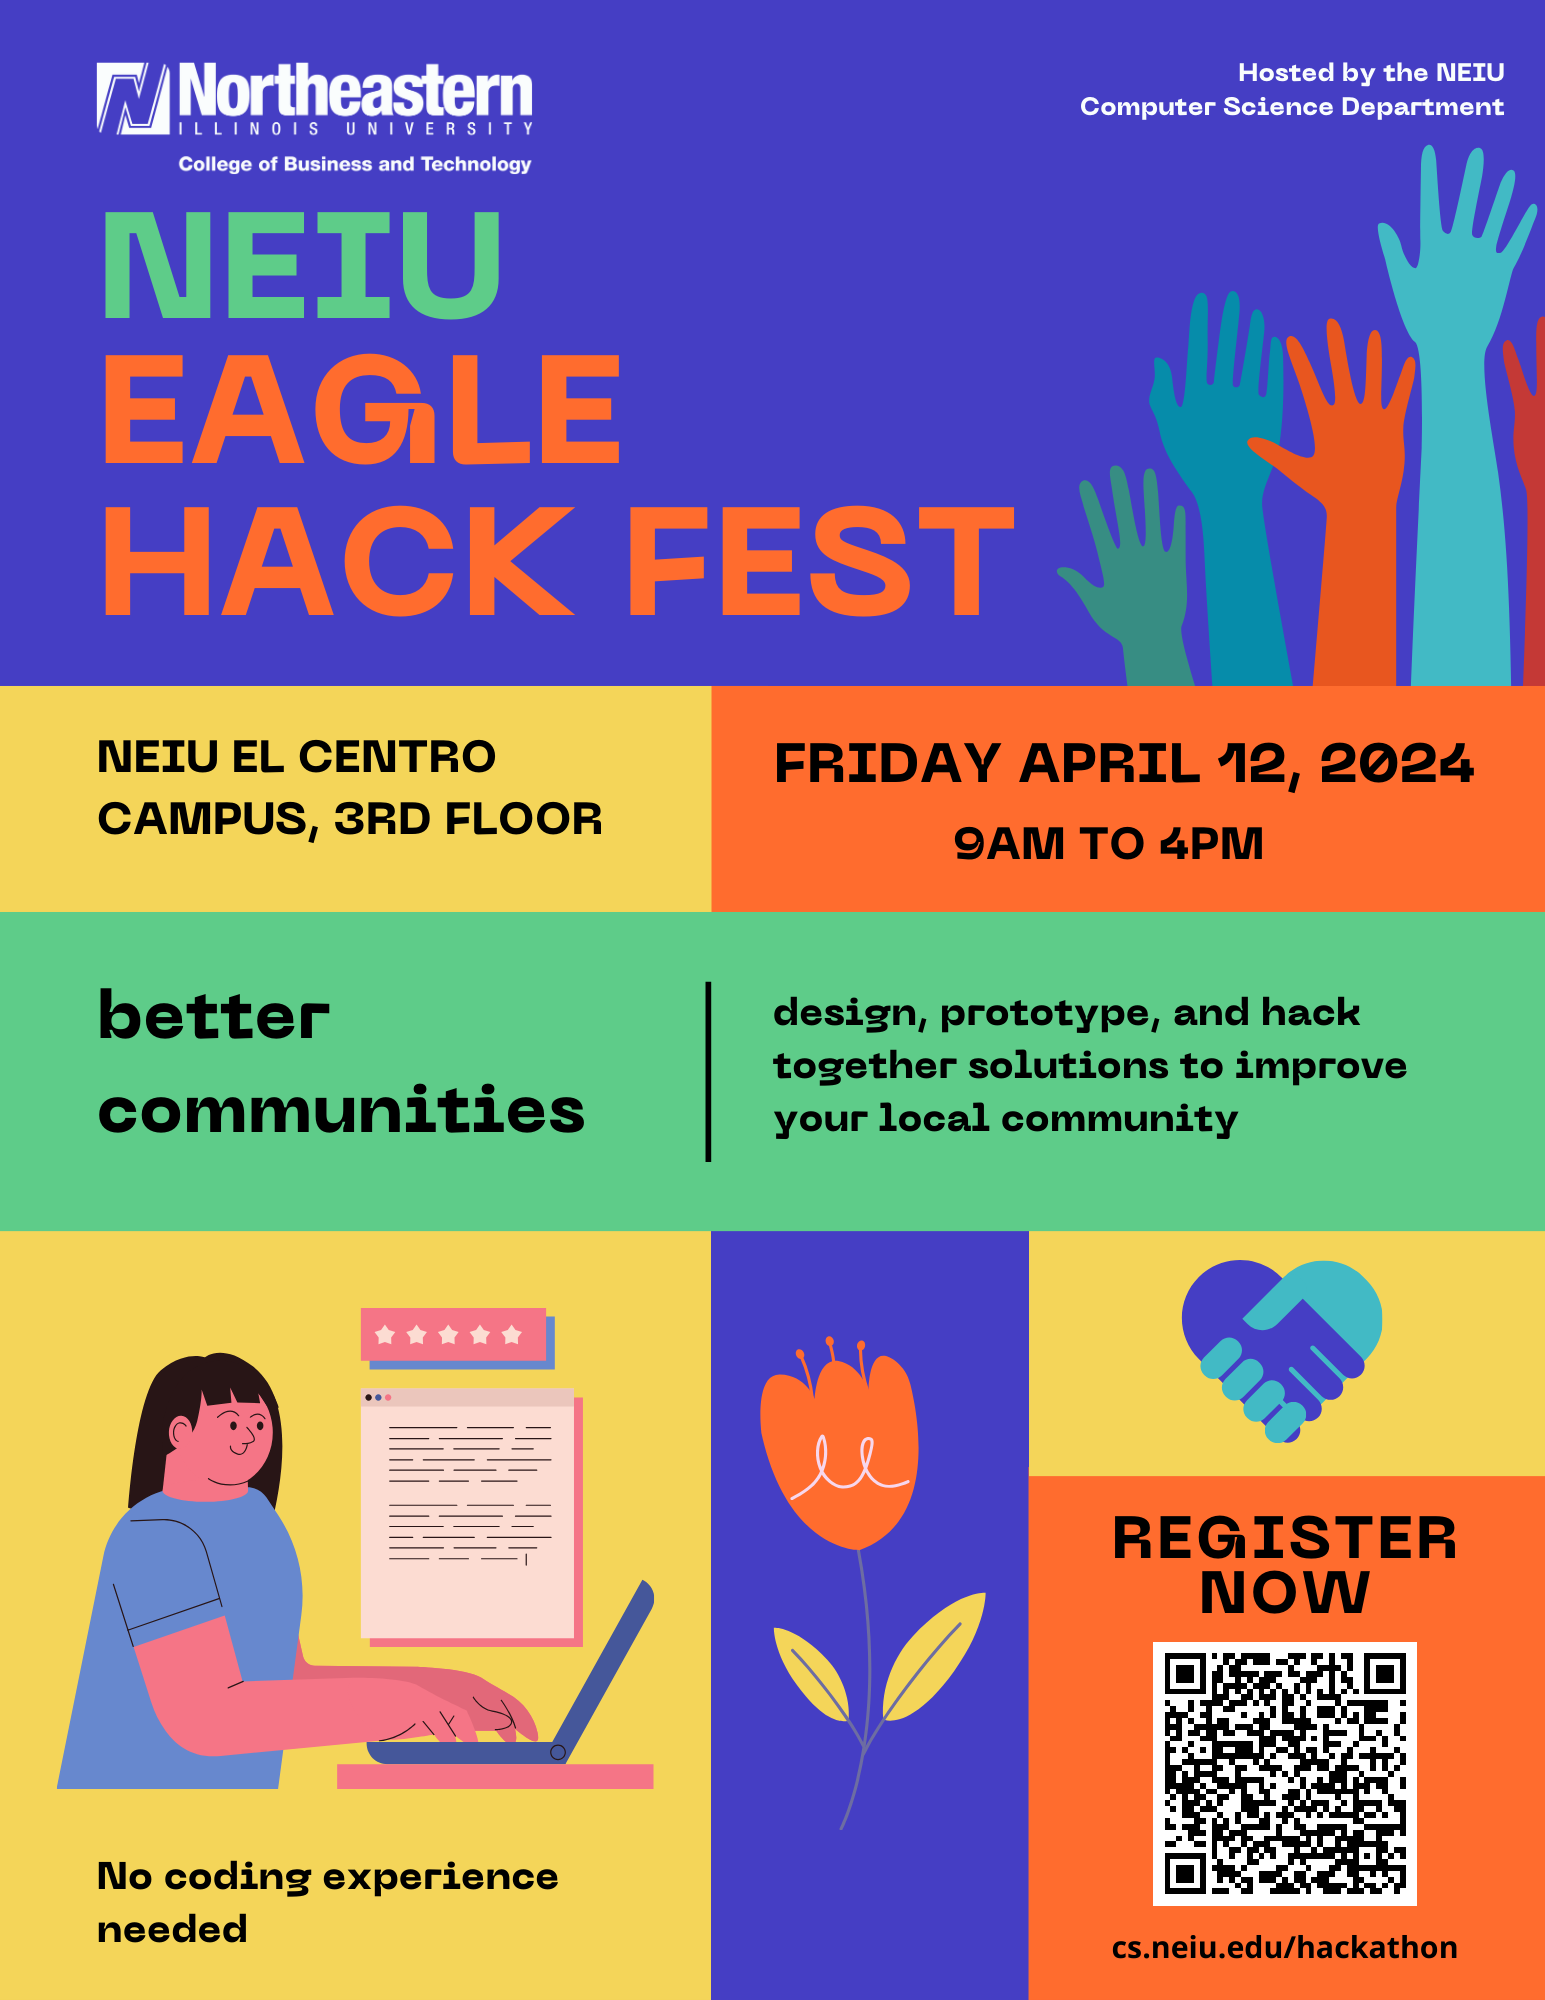 Northeastern
ILLINOIS UNIVERSITY
College of Business and Technology
Hosted by the NEIU
Computer Science Department
NEIU
EAGLE
HACK FEST
NEIU EL CENTRO
CAMPUS, 3RD FLOOR
FRIDAY APRIL 12, 2024
9AM TO 4PM
better
communities
design, prototype, and hack
together solutions to improve
your local community
No coding experience
needed
REGISTER
NOW
cs.neiu.edu/hackathon